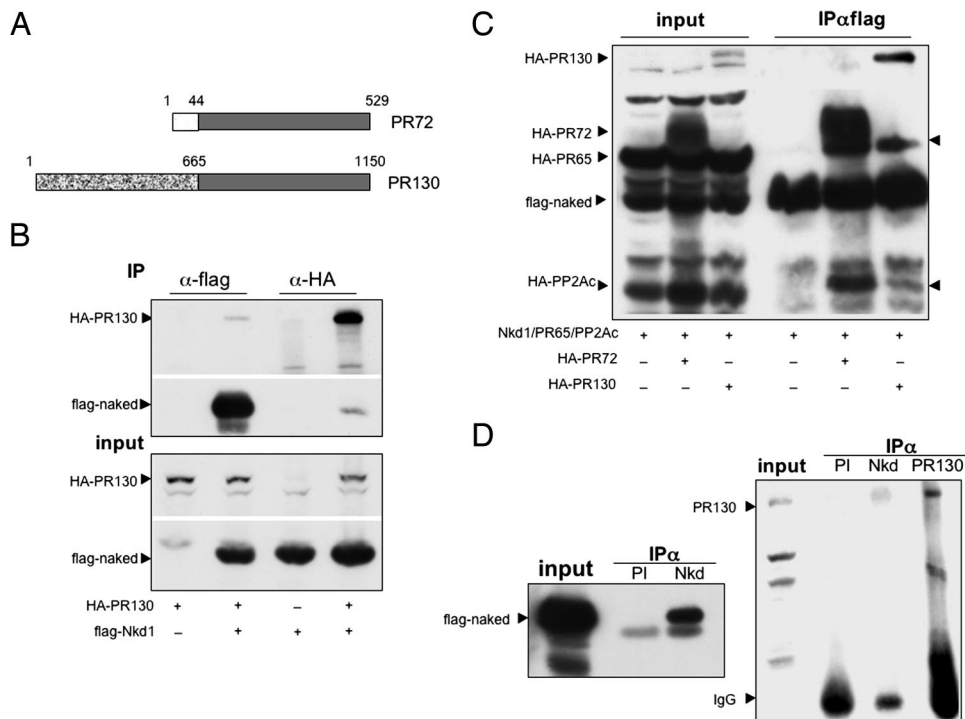 A
1 44 529
PR72
1 665 1150
PR130
B
IP
α-flag α-HA
HA-PR130
flag-naked
input
HA-PR130
flag-naked
HA-PR130 + + – +
flag-Nkd1 – + + +
C
input IPαflag
HA-PR130
HA-PR72
HA-PR65
flag-naked
HA-PP2Ac
Nkd1/PR65/PP2Ac + + + + + +
HA-PR72 – + – – + –
HA-PR130 – – + – – +
D
input IPα
PI Nkd
flag-naked
input IPα
PI Nkd PR130
PR130
IgG